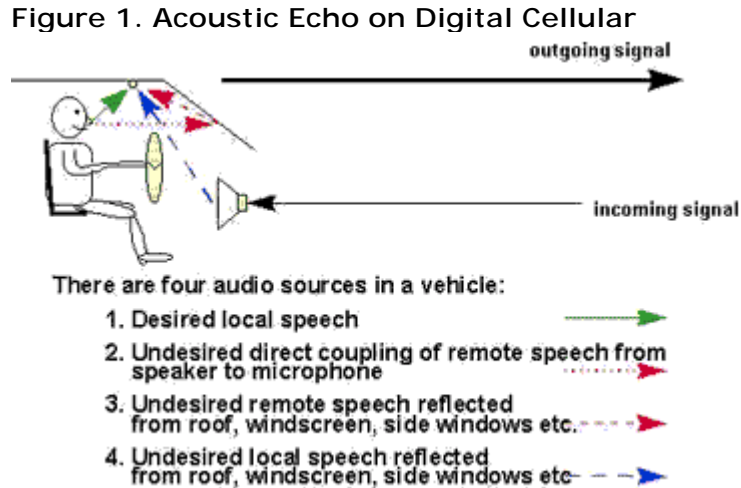 Figure 1. Acoustic Echo on Digital Cellular
outgoing signal
incoming signal
There are four audio sources in a vehicle:
1. Desired local speech
2. Undesired direct coupling of remote speech from
speaker to microphone
3. Undesired remote speech reflected
from roof, windscreen, side windows etc.
4. Undesired local speech reflected
from roof, windscreen, side windows etc